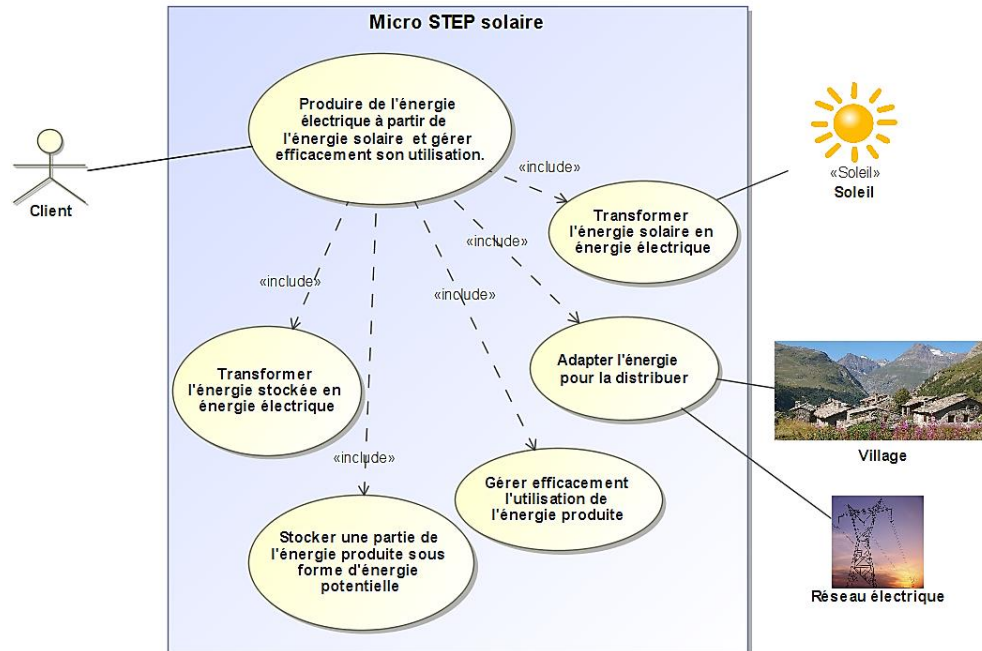 Micro STEP solaire
Produire de l'énergie
électrique à partir de
l'énergie solaire et gérer
efficacement son utilisation.
Client
«include»
«Soleil»
Soleil
Transformer
l'énergie solaire en
énergie électrique
«include»
«include»
«include»
Adapter l'énergie
pour la distribuer
Transformer
l'énergie stockée en
énergie électrique
Village
«include»
Gérer efficacement
l'utilisation de
l'énergie produite
Stocker une partie de
l'énergie produite sous
forme d'énergie
potentielle
Réseau électrique